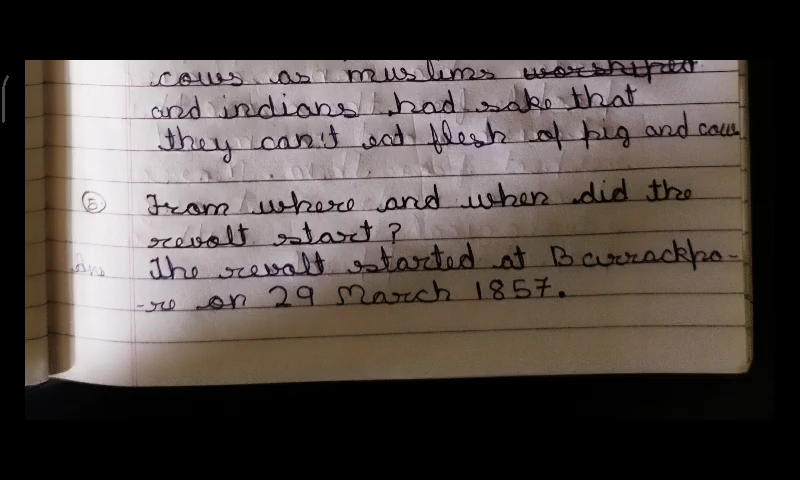 cows as muslims worshiped
and indians had sake that
they can't eat flesh of pig and cow
⑤ From where and when did the
revolt start?
Ans The revolt started at Barrackpo-
-re on 29 March 1857.